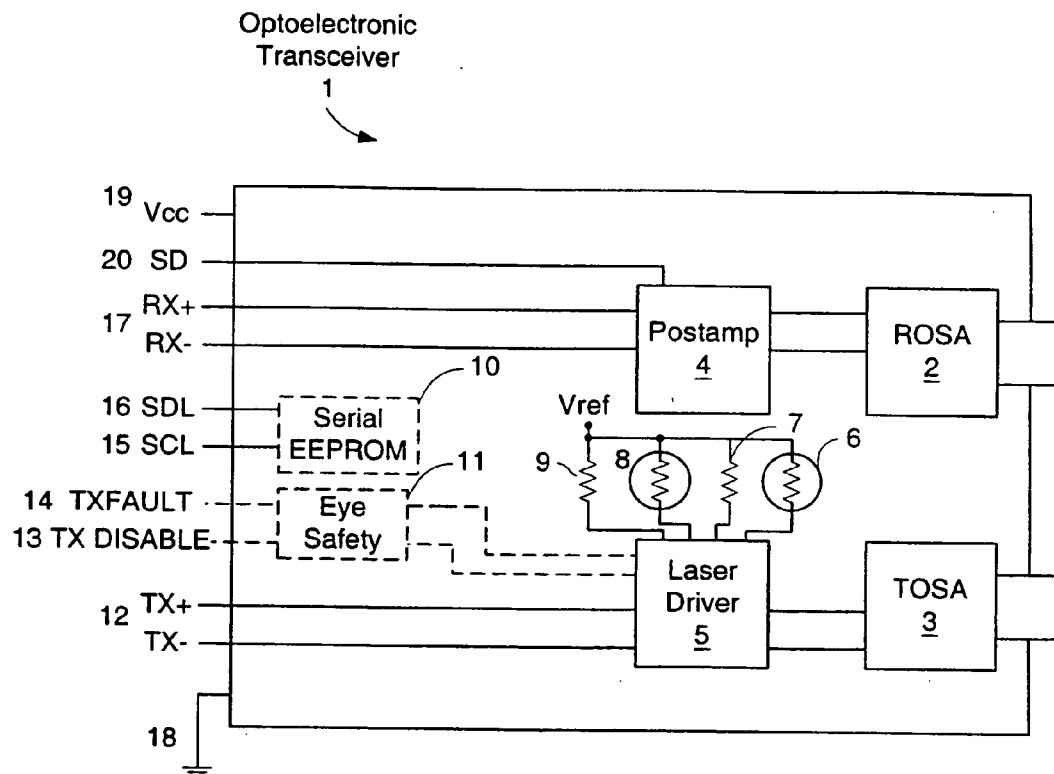 Optoelectronic
Transceiver
1
19 Vcc
20 SD
RX+
17
RX-
16 SDL
15 SCL
14 TXFAULT
13 TX DISABLE
12 TX+
TX-
18
Serial
EEPROM
10
Eye
Safety
11
Postamp
4
ROSA
2
Vref
9
8
7
6
Laser
Driver
5
TOSA
3